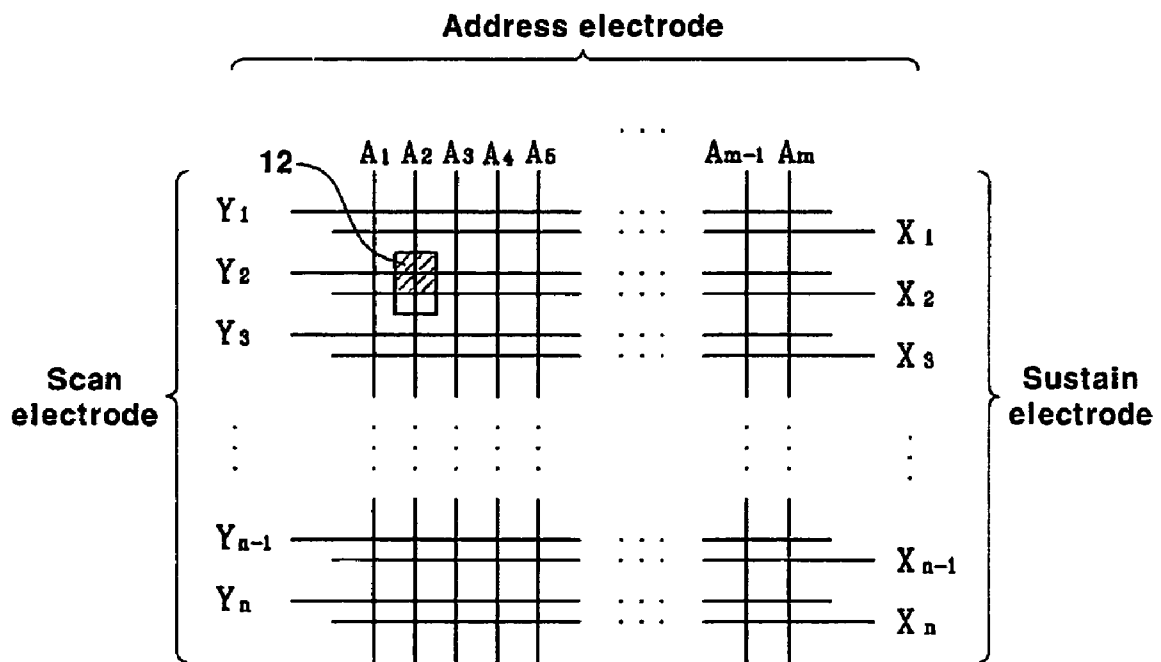 Address electrode
. . .
12
A1 A2 A3 A4 A5 Am-1 Am
Y1
. . .
X1
Y2
. . .
X2
Y3
. . .
X3
Scan
electrode
Sustain
electrode
Yn-1
. . .
Xn-1
Yn
. . .
Xn